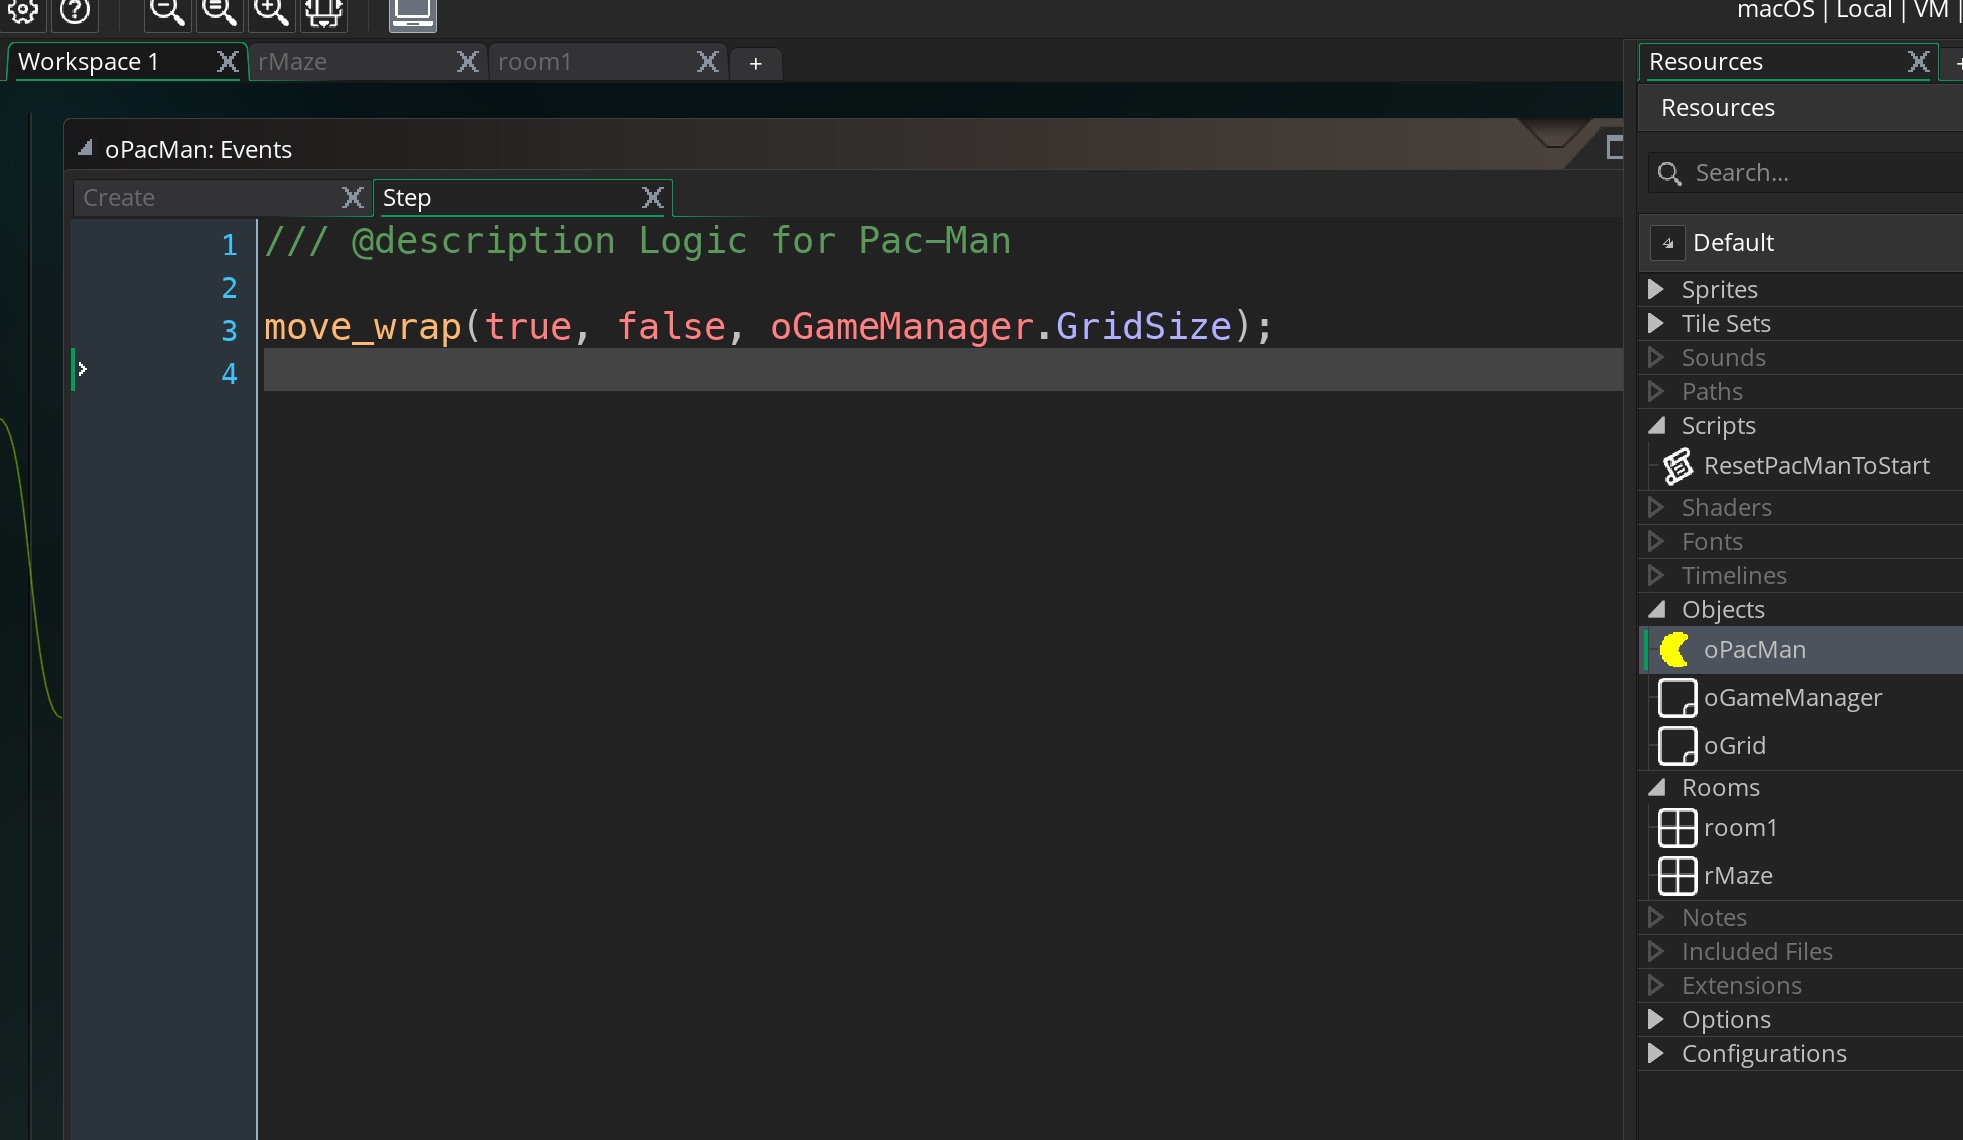 macOS | Local | VM |
Workspace 1
rMaze
room1
+
Resources
Resources
Search...
oPacMan: Events
Create
Step
1 /// @description Logic for Pac-Man
2
3 move_wrap(true, false, oGameManager.GridSize);
4
Default
Sprites
Tile Sets
Sounds
Paths
Scripts
ResetPacManToStart
Shaders
Fonts
Timelines
Objects
oPacMan
oGameManager
oGrid
Rooms
room1
rMaze
Notes
Included Files
Extensions
Options
Configurations